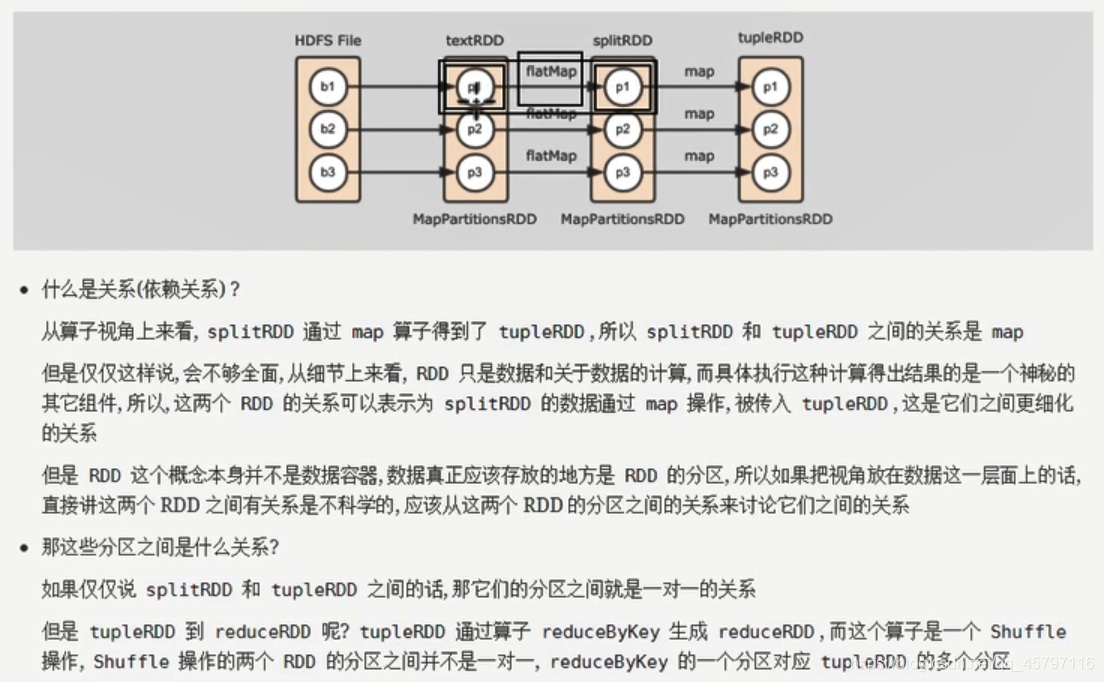 HDFS File textRDD splitRDD tupleRDD
b1 flatMap p1 map p1
b2 p2 flatMap p2 map p2
b3 p3 flatMap p3 map p3
MapPartitionsRDD MapPartitionsRDD MapPartitionsRDD
什么是关系(依赖关系) ?
从算子视角上来看, splitRDD 通过 map 算子得到了 tupleRDD,所以 splitRDD 和 tupleRDD 之间的关系是 map
但是仅仅这样说,会不够全面,从细节上来看, RDD 只是数据和关于数据的计算,而具体执行这种计算得出结果的是一个神秘的
其它组件,所以,这两个 RDD 的关系可以表示为 splitRDD 的数据通过 map 操作,被传入 tupleRDD,这是它们之间更细化
的关系
但是 RDD 这个概念本身并不是数据容器,数据真正应该存放的地方是 RDD 的分区,所以如果把视角放在数据这一层面上的话,
直接讲这两个 RDD 之间有关系是不科学的,应该从这两个 RDD 的分区之间的关系来讨论它们之间的关系
那这些分区之间是什么关系?
如果仅仅说 splitRDD 和 tupleRDD 之间的话,那它们的分区之间就是一对一的关系
但是 tupleRDD 到 reduceRDD 呢? tupleRDD 通过算子 reduceByKey 生成 reduceRDD,而这个算子是一个 Shuffle
操作, Shuffle 操作的两个 RDD 的分区之间并不是一对一, reduceByKey 的一个分区对应 tupleRDD 的多个分区